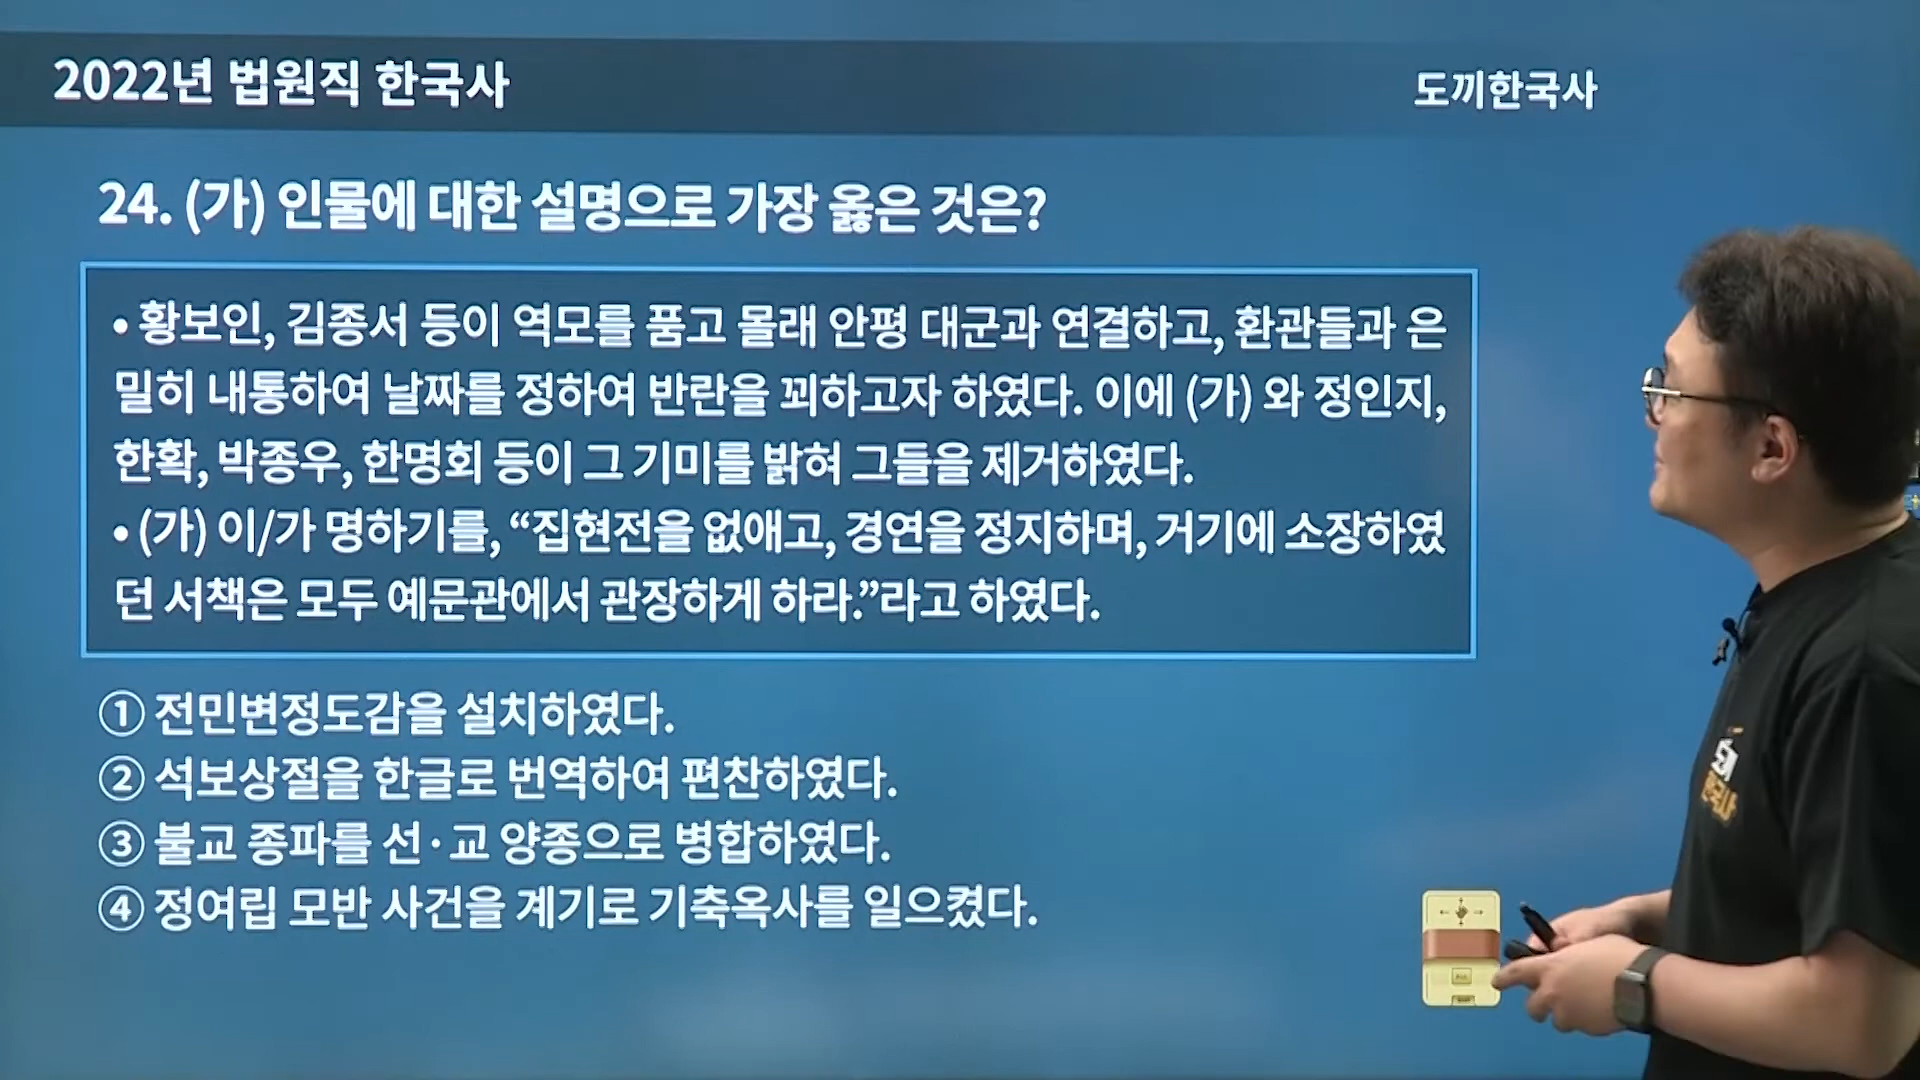 2022년 법원직 한국사
도끼한국사
24. (가) 인물에 대한 설명으로 가장 옳은 것은?
• 황보인, 김종서 등이 역모를 품고 몰래 안평 대군과 연결하고, 환관들과 은
밀히 내통하여 날짜를 정하여 반란을 꾀하고자 하였다. 이에 (가) 와 정인지,
한확, 박종우, 한명회 등이 그 기미를 밝혀 그들을 제거하였다.
• (가) 이/가 명하기를, “집현전을 없애고, 경연을 정지하며, 거기에 소장하였
던 서책은 모두 예문관에서 관장하게 하라.”라고 하였다.
① 전민변정도감을 설치하였다.
② 석보상절을 한글로 번역하여 편찬하였다.
③ 불교 종파를 선·교 양종으로 병합하였다.
④ 정여립 모반 사건을 계기로 기축옥사를 일으켰다.